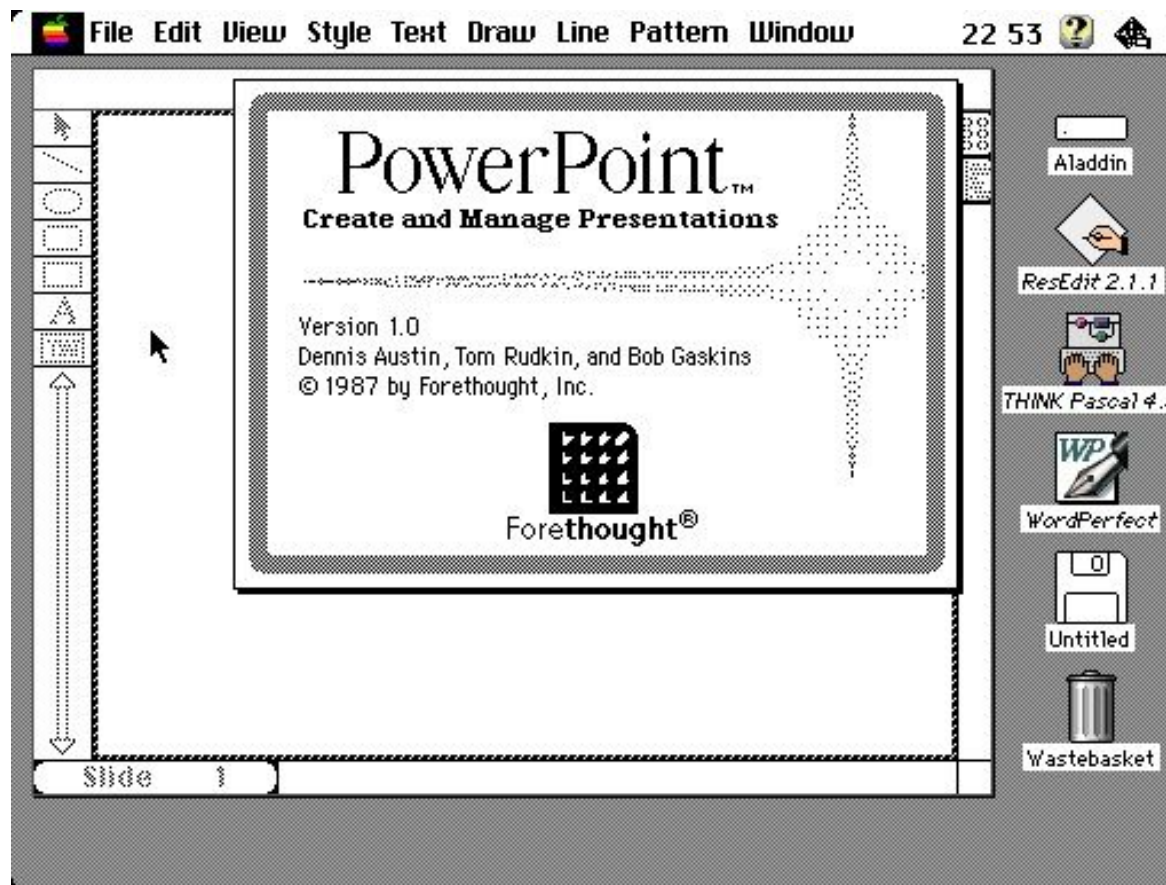 File Edit View Style Text Draw Line Pattern Window 22 53
PowerPoint™
Create and Manage Presentations
Version 1.0
Dennis Austin, Tom Rudkin, and Bob Gaskins
© 1987 by Forethought, Inc.
Forethought®
Slide 1
Aladdin
ResEdit 2.1.1
THINK Pascal 4.
WordPerfect
Untitled
Wastebasket